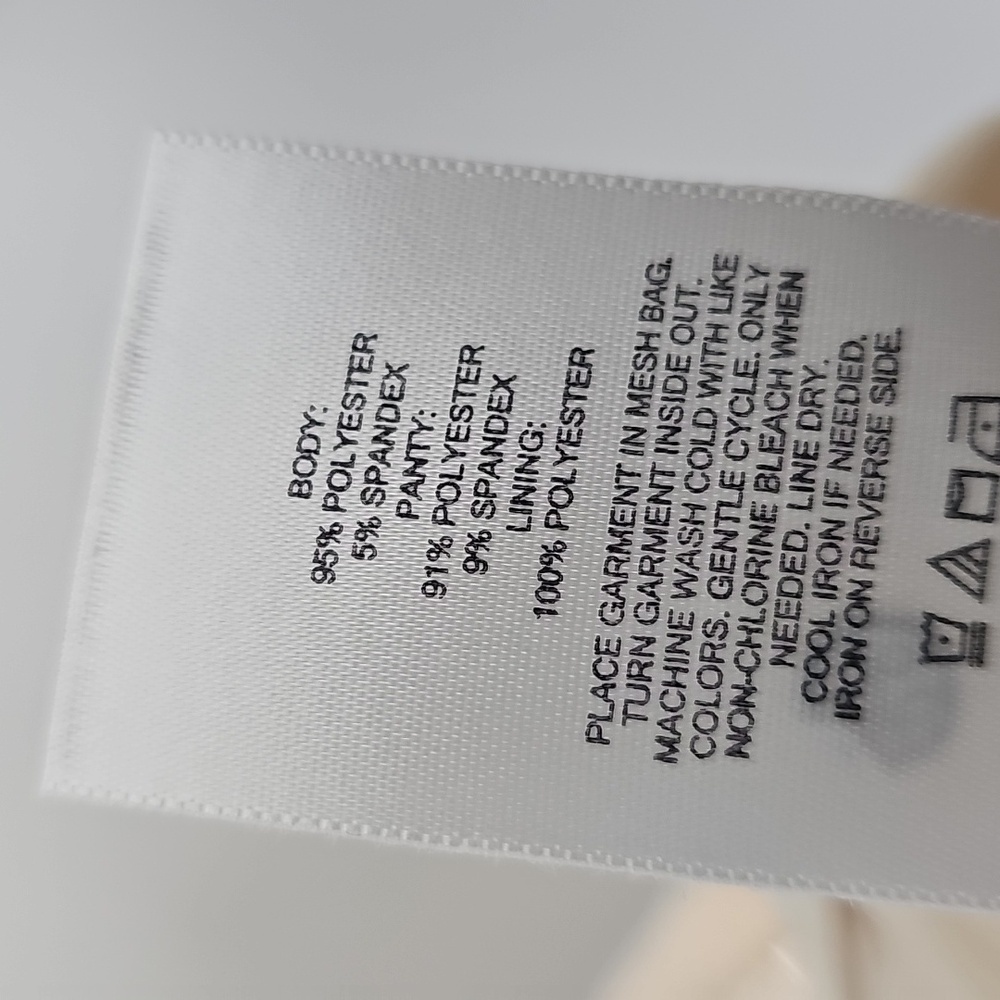 BODY:
95% POLYESTER
5% SPANDEX
PANTY:
91% POLYESTER
9% SPANDEX
LINING:
100% POLYESTER
PLACE GARMENT IN MESH BAG.
TURN GARMENT INSIDE OUT.
MACHINE WASH COLD WITH LIKE
COLORS. GENTLE CYCLE. ONLY
NON-CHLORINE BLEACH WHEN
NEEDED. LINE DRY.
COOL IRON IF NEEDED.
IRON ON REVERSE SIDE.